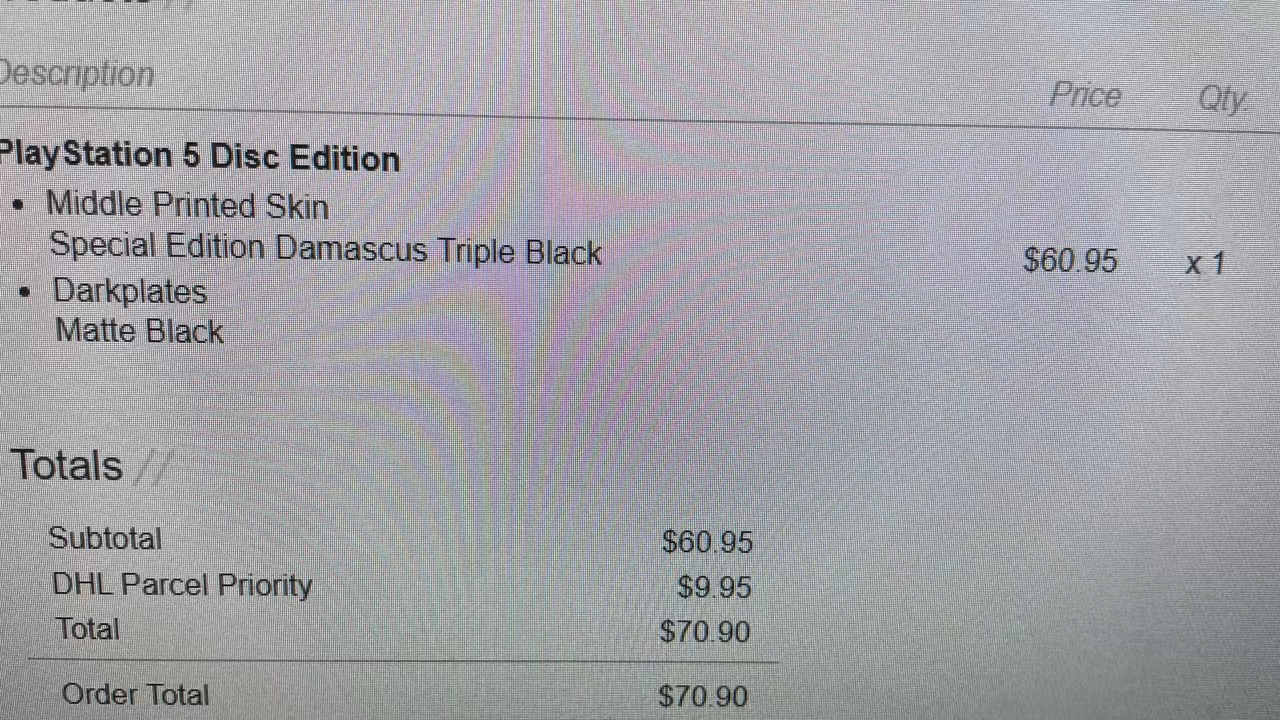 Description
Price Qty
PlayStation 5 Disc Edition
• Middle Printed Skin
Special Edition Damascus Triple Black
$60.95 x 1
• Darkplates
Matte Black
Totals //
Subtotal $60.95
DHL Parcel Priority $9.95
Total $70.90
Order Total $70.90